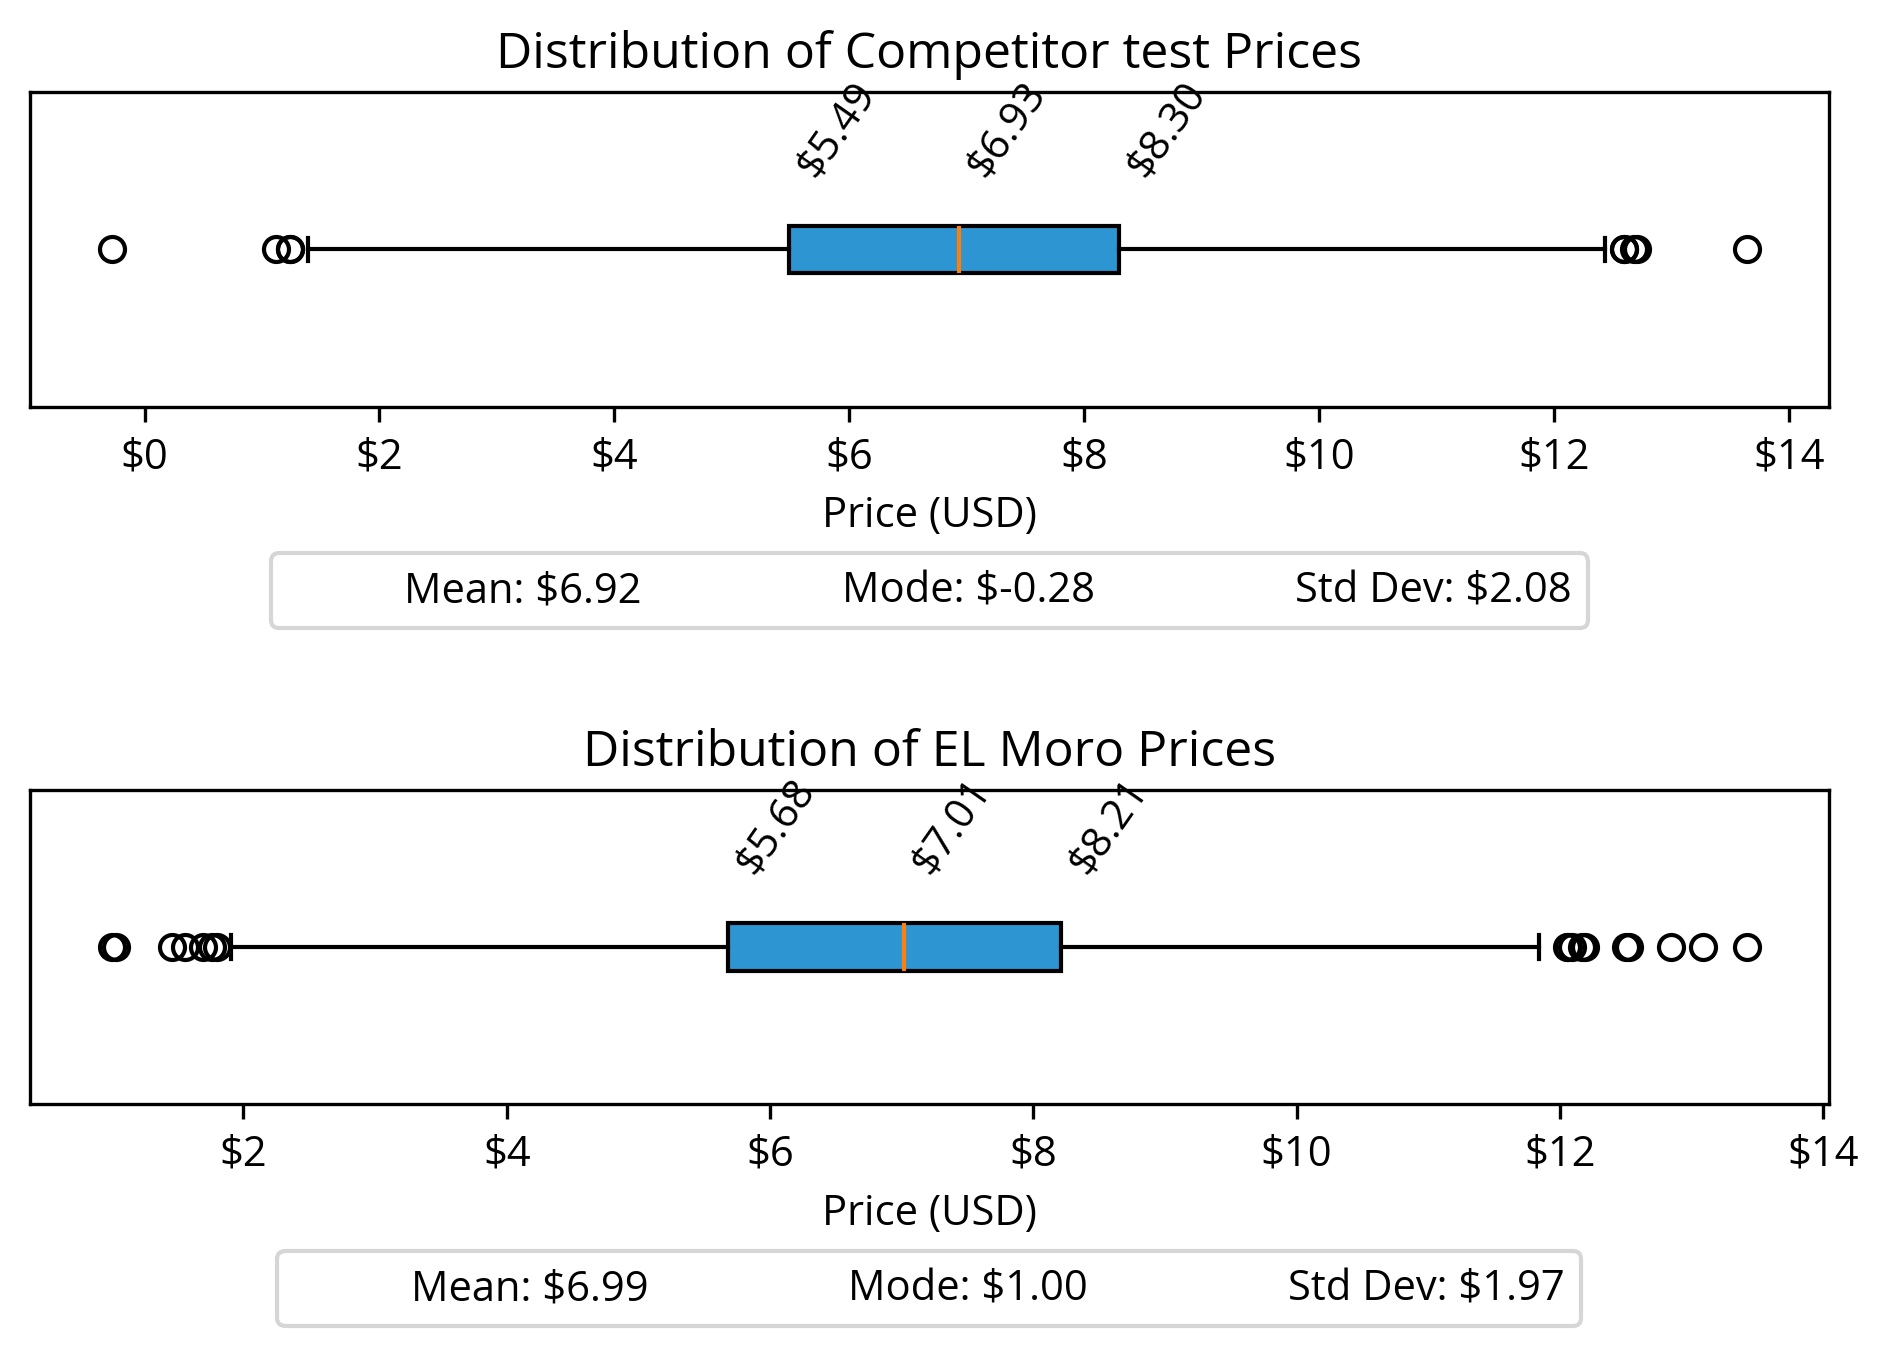 Distribution of Competitor test Prices
$5.49 $6.93 $8.30
$0 $2 $4 $6 $8 $10 $12 $14
Price (USD)
Mean: $6.92 Mode: $-0.28 Std Dev: $2.08
Distribution of EL Moro Prices
$5.68 $7.01 $8.21
$2 $4 $6 $8 $10 $12 $14
Price (USD)
Mean: $6.99 Mode: $1.00 Std Dev: $1.97